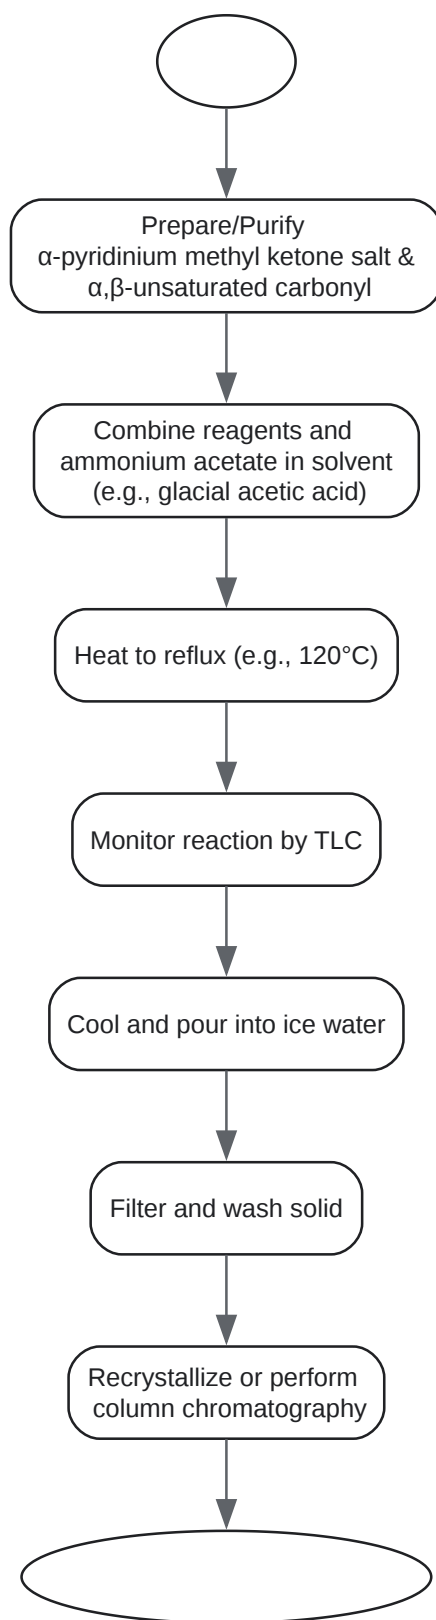 Prepare/Purify
α-pyridinium methyl ketone salt &
α,β-unsaturated carbonyl
Combine reagents and
ammonium acetate in solvent
(e.g., glacial acetic acid)
Heat to reflux (e.g., 120°C)
Monitor reaction by TLC
Cool and pour into ice water
Filter and wash solid
Recrystallize or perform
column chromatography